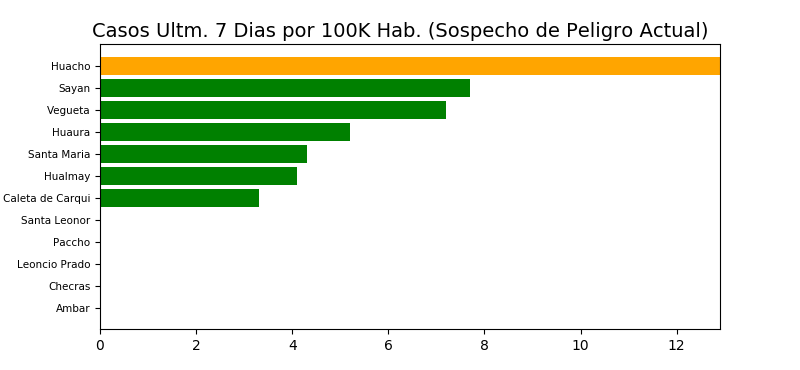 Casos Ultm. 7 Dias por 100K Hab. (Sospecho de Peligro Actual)
Huacho
Sayan
Vegueta
Huaura
Santa Maria
Hualmay
Caleta de Carqui
Santa Leonor
Paccho
Leoncio Prado
Checras
Ambar
0 2 4 6 8 10 12